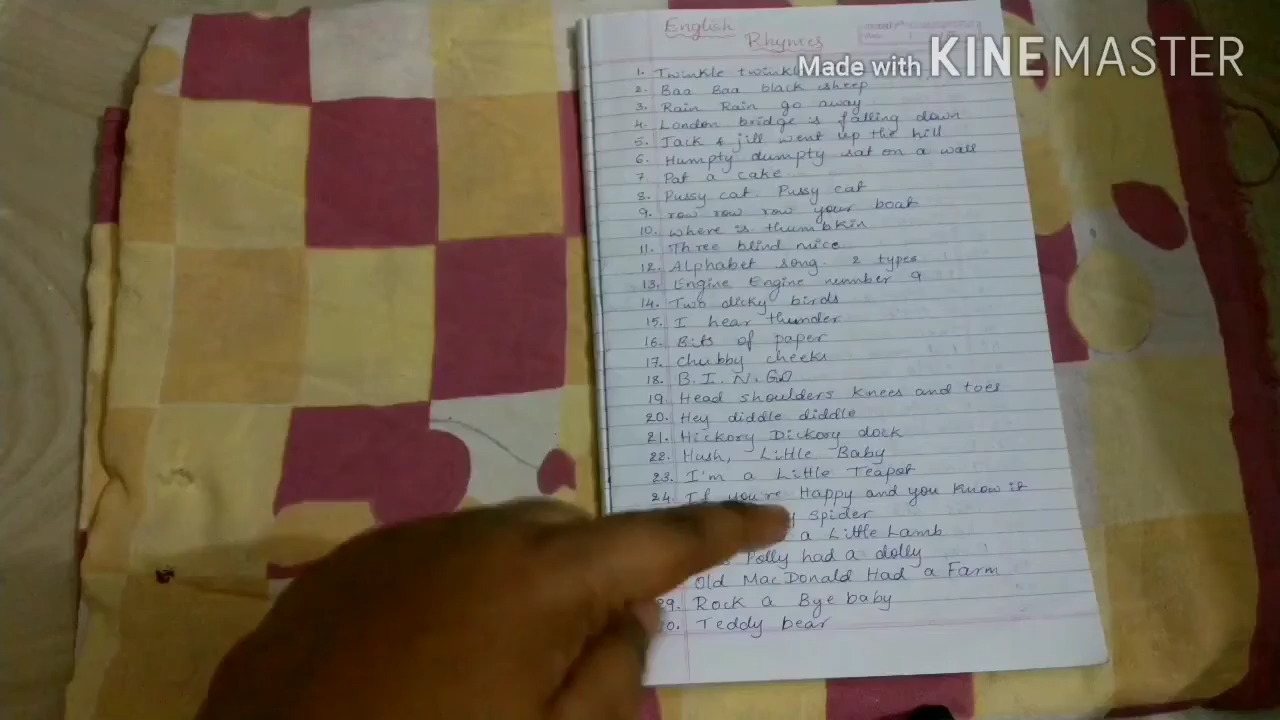 English
Rhymes
Made with KINEMASTER
1. Twinkle
2. Baa Baa black sheep
3. Rain Rain go away
4. London bridge is falling down
5. Jack & jill went up the hill
6. Humpty dumpty sat on a wall
7. Pat a cake
8. Pussy cat Pussy cat
9. row row row your boat
10. where is thumbkin
11. Three blind mice
12. Alphabet song. 2 types
13. Engine Engine number 9
14. Two dicky birds
15. I hear thunder
16. Bits of paper
17. Chubby cheeks
18. B. I. N. GO
19. Head shoulders Knees and toes
20. Hey diddle diddle
21. Hickory Dickory dock
22. Hush, Little Baby
23. I'm a Little Teapot
24. If you're Happy and you Know it
spider
a Little Lamb
Polly had a dolly
Old MacDonald Had a Farm
29. Rock a Bye baby
Teddy bear